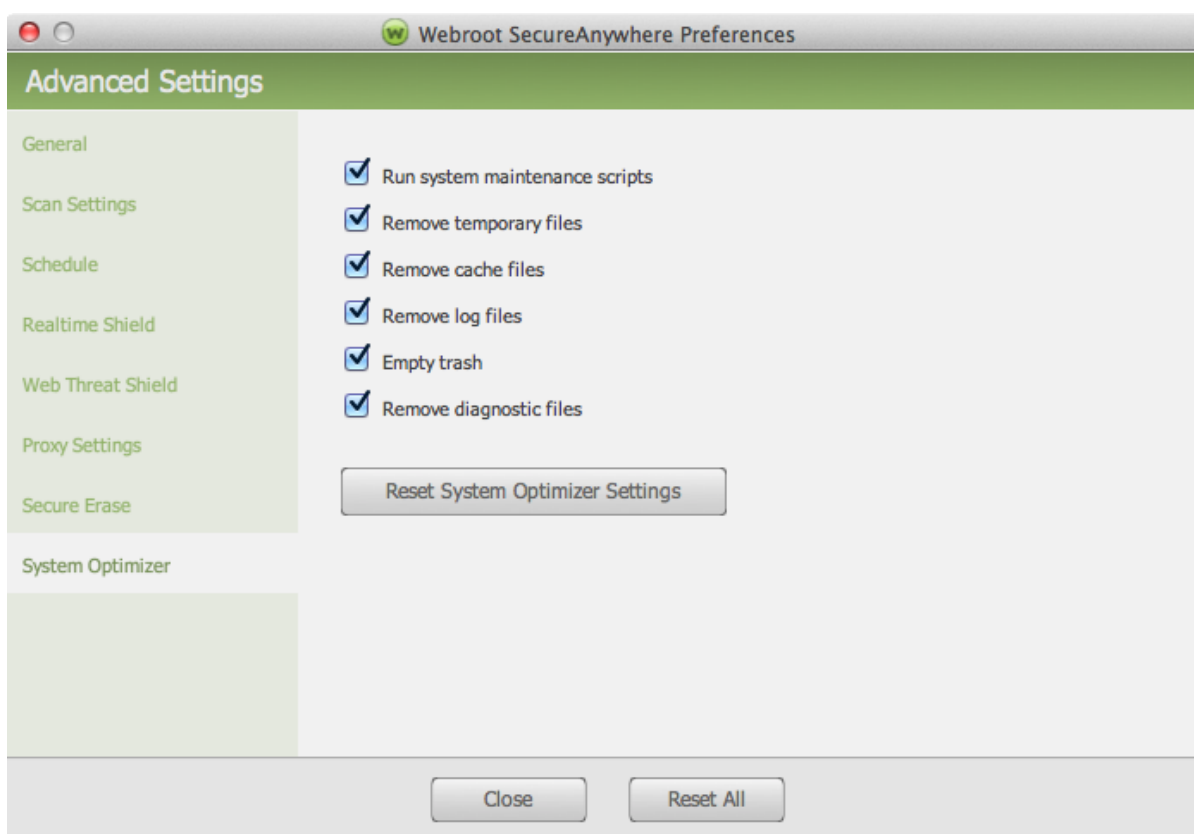 w Webroot SecureAnywhere Preferences
Advanced Settings
General
Scan Settings
Schedule
Realtime Shield
Web Threat Shield
Proxy Settings
Secure Erase
System Optimizer
Run system maintenance scripts
Remove temporary files
Remove cache files
Remove log files
Empty trash
Remove diagnostic files
Reset System Optimizer Settings
Close
Reset All